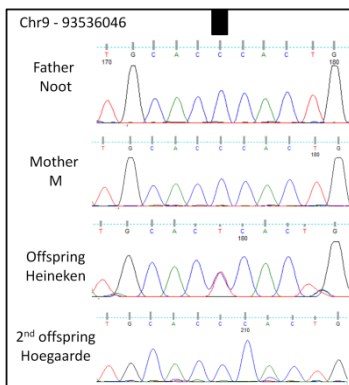 Chr9 - 93536046
T G C A C C C A C T G
170 180
Father
Noot
T G C A C C C A C T G
180
Mother
M
T G C A C T C A C T G
180
Offspring
Heineken
T G C A C C C A C T G
210
2nd offspring
Hoegaarde